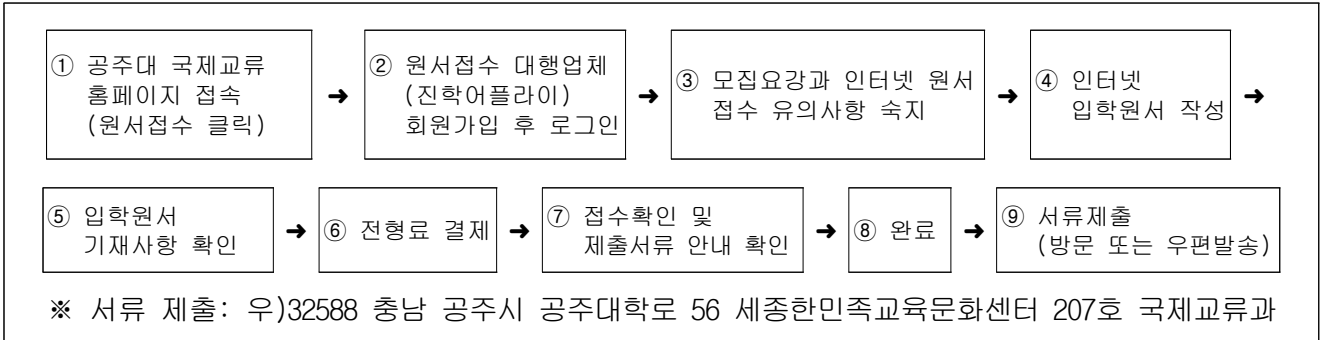 ① 공주대 국제교류
홈페이지 접속
(원서접수 클릭)
➜
② 원서접수 대행업체
(진학어플라이)
회원가입 후 로그인
➜
③ 모집요강과 인터넷 원서
접수 유의사항 숙지
➜
④ 인터넷
입학원서 작성
➜
⑤ 입학원서
기재사항 확인
➜
⑥ 전형료 결제
➜
⑦ 접수확인 및
제출서류 안내 확인
➜
⑧ 완료
➜
⑨ 서류제출
(방문 또는 우편발송)
※ 서류 제출: 우)32588 충남 공주시 공주대학로 56 세종한민족교육문화센터 207호 국제교류과